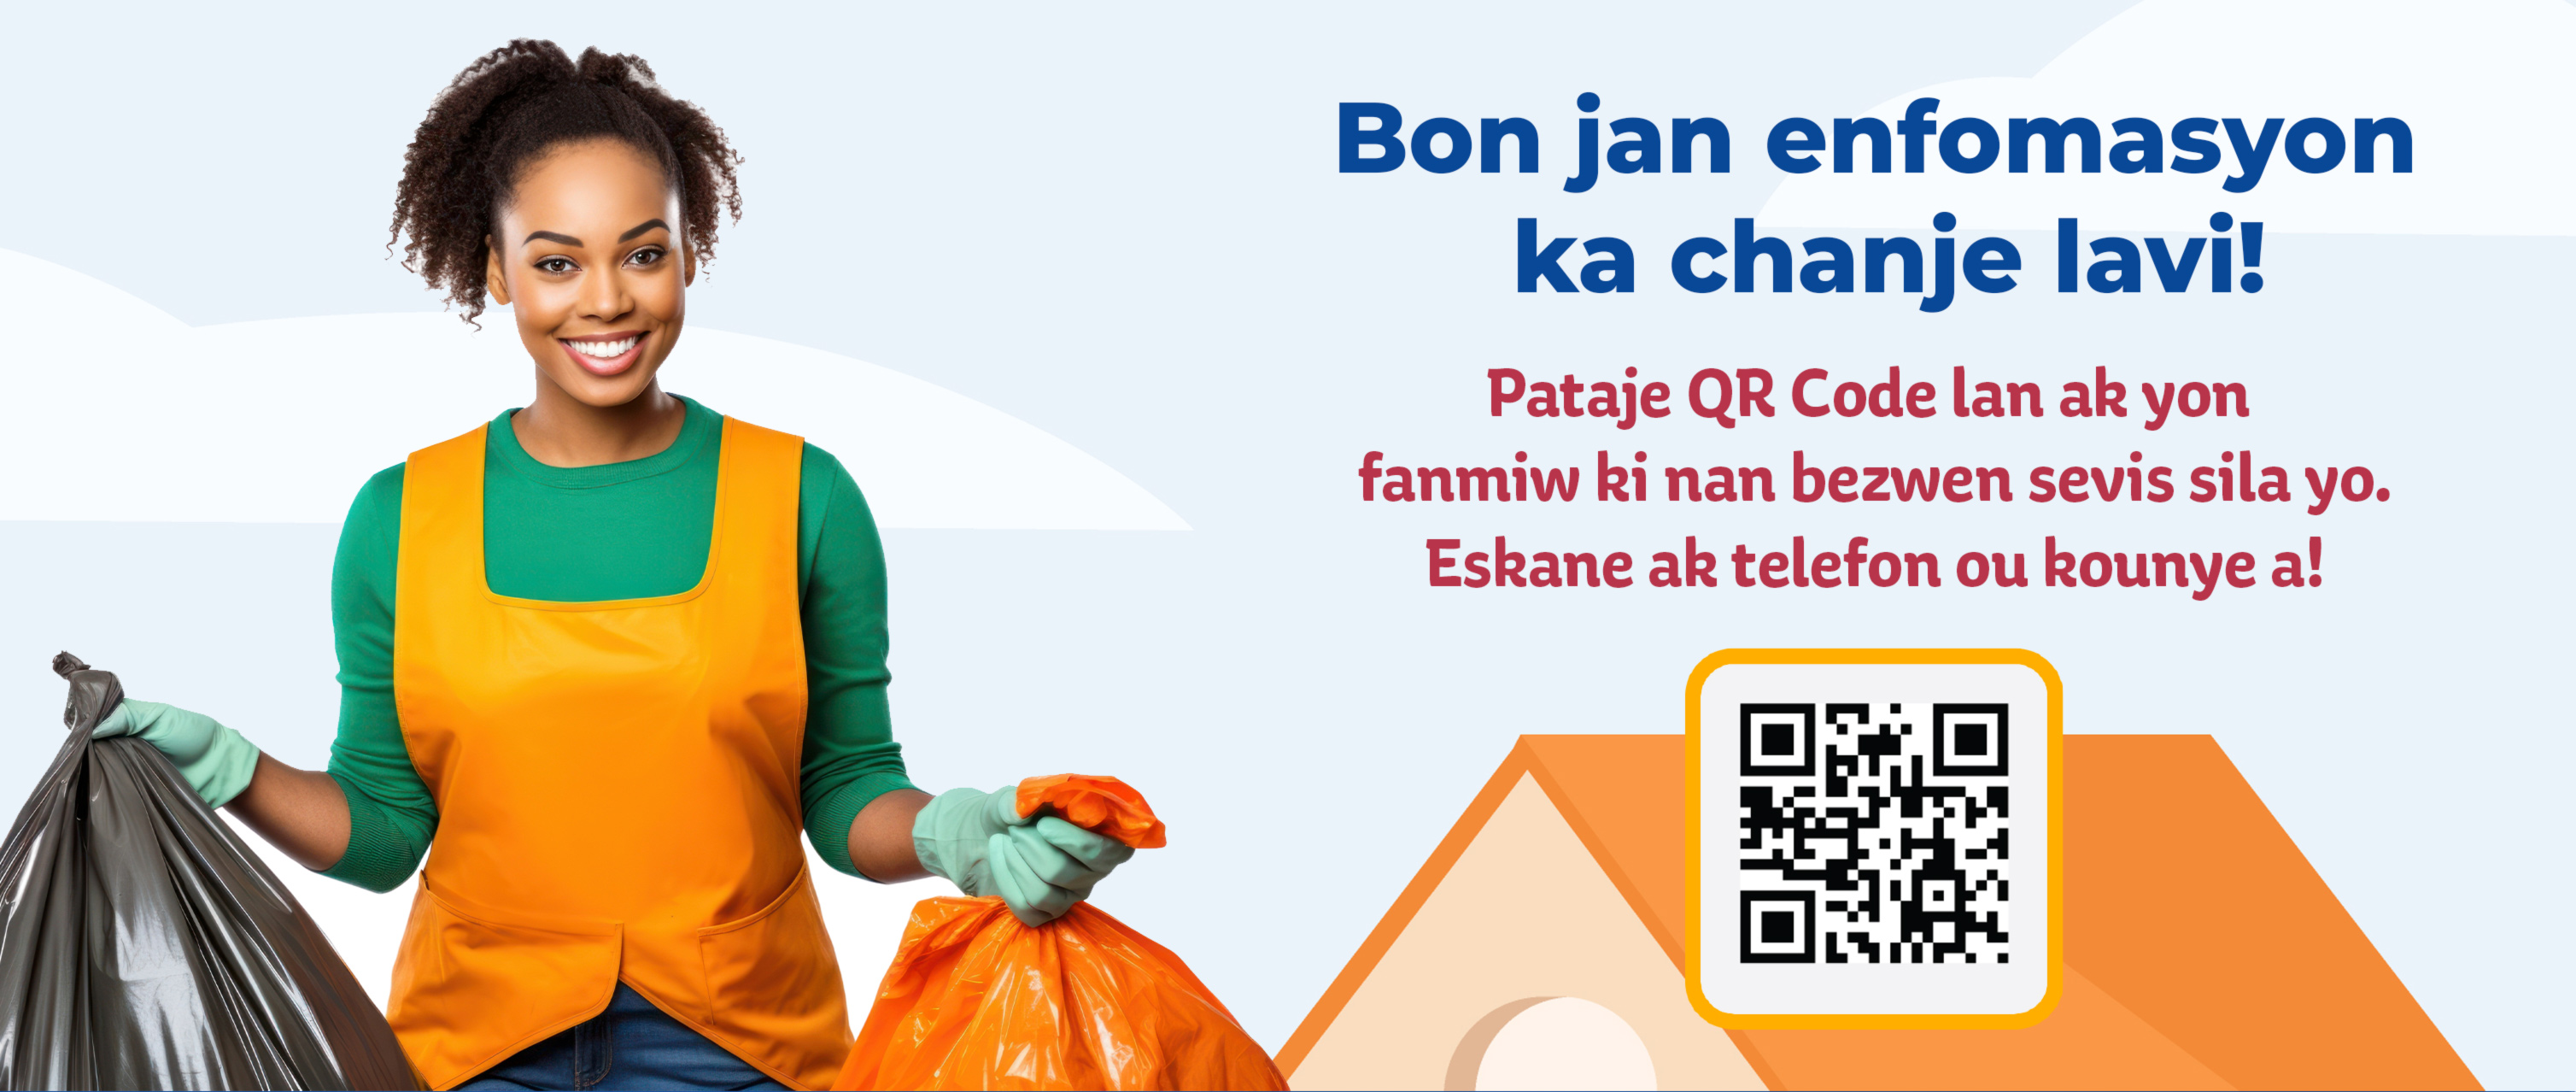 Bon jan enfomasyon
ka chanje lavi!
Pataje QR Code lan ak yon
fanmiw ki nan bezwen sevis sila yo.
Eskane ak telefon ou kounye a!